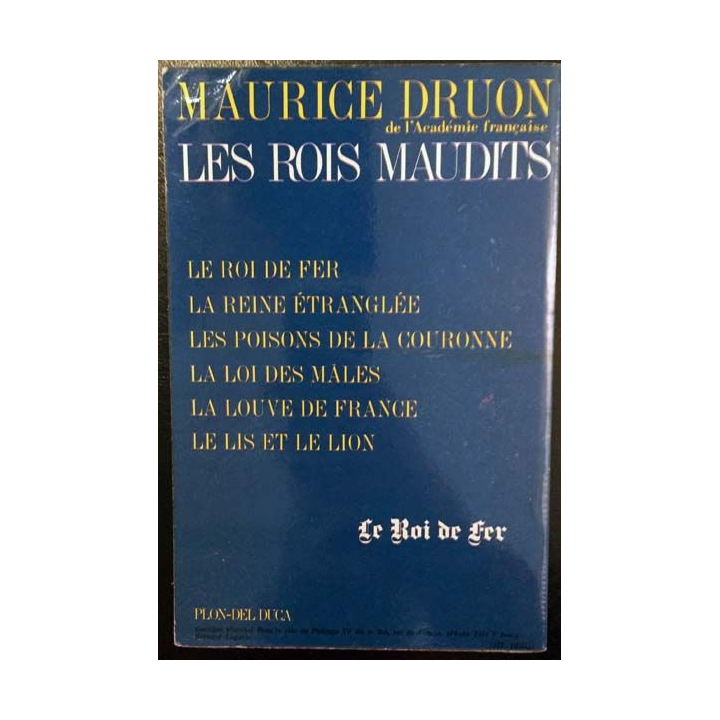 MAURICE DRUON
de l'Académie française
LES ROIS MAUDITS
LE ROI DE FER
LA REINE ÉTRANGLÉE
LES POISONS DE LA COURONNE
LA LOI DES MÂLES
LA LOUVE DE FRANCE
LE LIS ET LE LION
Le Roi de Fer
PLON-DEL DUCA